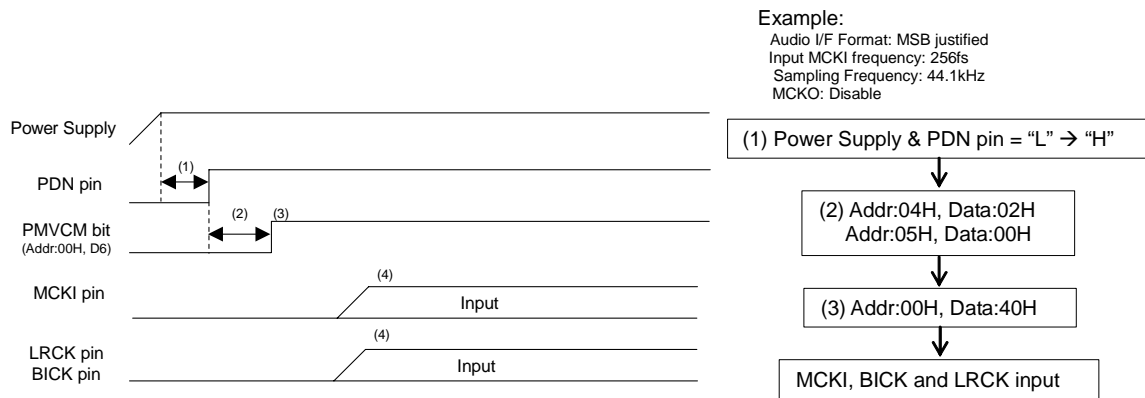 Example:
Audio I/F Format: MSB justified
Input MCKI frequency: 256fs
Sampling Frequency: 44.1kHz
MCKO: Disable
Power Supply
(1)
PDN pin
(2)
(3)
PMVCM bit
(Addr:00H, D6)
(4)
MCKI pin
Input
(4)
LRCK pin
BICK pin
Input
(1) Power Supply & PDN pin = “L” → “H”
(2) Addr:04H, Data:02H
Addr:05H, Data:00H
(3) Addr:00H, Data:40H
MCKI, BICK and LRCK input